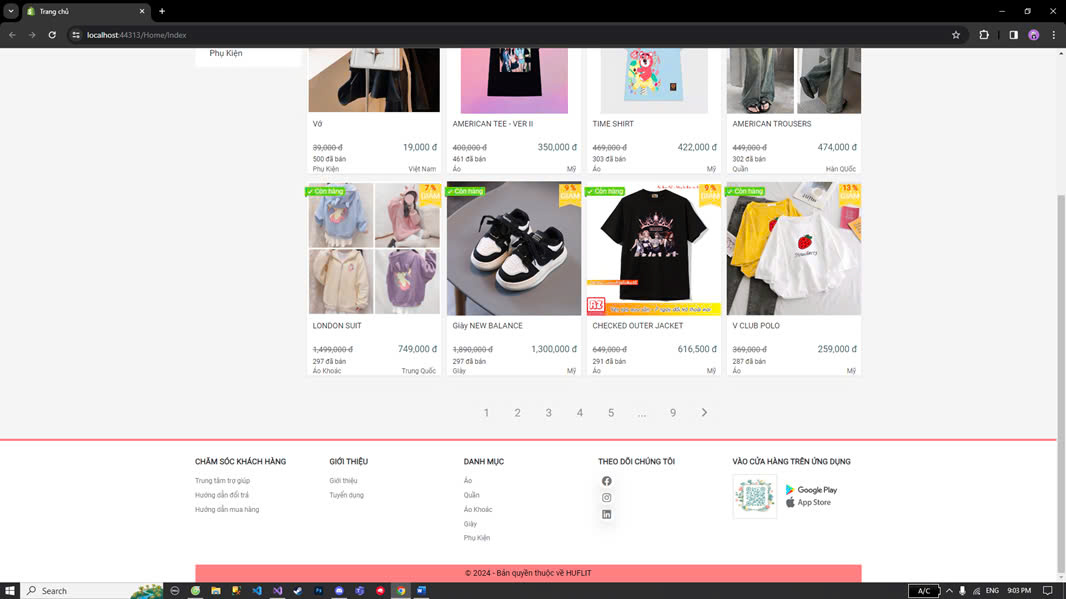 Trang chủ
localhost:44313/Home/Index
Phụ Kiện
Vớ
39,000 đ
19,000 đ
500 đã bán
Phụ Kiện
Việt Nam
AMERICAN TEE - VER II
400,000 đ
350,000 đ
461 đã bán
Áo
Mỹ
TIME SHIRT
469,000 đ
422,000 đ
303 đã bán
Áo
Mỹ
AMERICAN TROUSERS
449,000 đ
474,000 đ
302 đã bán
Quần
Hàn QUốc
Còn hàng
7 %
GIẢM
LONDON SUIT
1,499,000 đ
749,000 đ
297 đã bán
Áo Khoác
Trung Quốc
Còn hàng
9 %
GIẢM
Giày NEW BALANCE
1,890,000 đ
1,300,000 đ
297 đã bán
Giày
Mỹ
Còn hàng
9 %
GIẢM
AZ
CHECKED OUTER JACKET
649,000 đ
616,500 đ
291 đã bán
Áo
Mỹ
Còn hàng
13 %
GIẢM
Strawberry
V CLUB POLO
369,000 đ
259,000 đ
287 đã bán
Áo
Mỹ
1 2 3 4 5 ... 9
CHĂM SÓC KHÁCH HÀNG
Trung tâm trợ giúp
Hướng dẫn đổi trả
Hướng dẫn mua hàng
GIỚI THIỆU
Giới thiệu
Tuyển dụng
DANH MỤC
Áo
Quần
Áo Khoác
Giày
Phụ Kiện
THEO DÕI CHÚNG TÔI
VÀO CỬA HÀNG TRÊN ỨNG DỤNG
Google Play
App Store
© 2024 - Bản quyền thuộc về HUFLIT
Search
A/C
ENG
9:03 PM